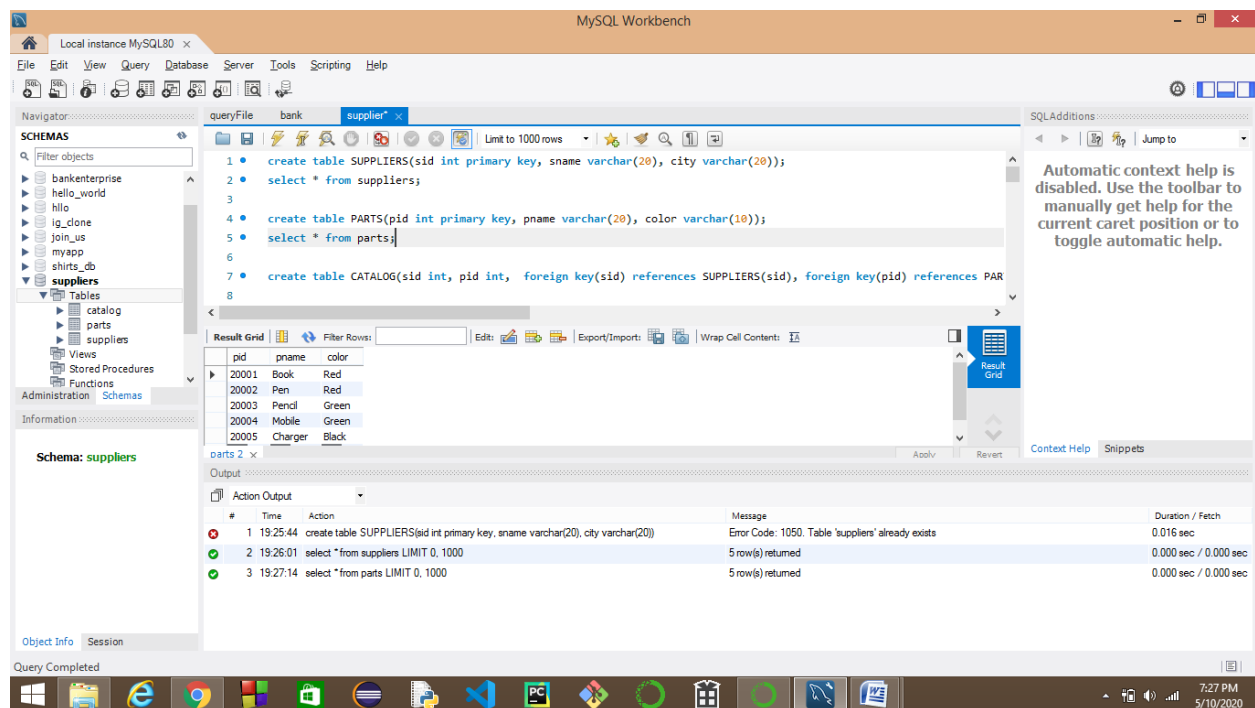 MySQL Workbench
Local instance MySQL80
File Edit View Query Database Server Tools Scripting Help
Navigator
SCHEMAS
Filter objects
bankenterprise
hello_world
hllo
ig_clone
join_us
myapp
shirts_db
suppliers
Tables
catalog
parts
suppliers
Views
Stored Procedures
Functions
Administration Schemas
Information
Schema: suppliers
Object Info Session
queryFile bank supplier*
Limit to 1000 rows
1 create table SUPPLIERS(sid int primary key, sname varchar(20), city varchar(20));
2 select * from suppliers;
3
4 create table PARTS(pid int primary key, pname varchar(20), color varchar(10));
5 select * from parts;
6
7 create table CATALOG(sid int, pid int, foreign key(sid) references SUPPLIERS(sid), foreign key(pid) references PAR
8
Result Grid Filter Rows: Edit: Export/Import: Wrap Cell Content:
pid pname color
20001 Book Red
20002 Pen Red
20003 Pencil Green
20004 Mobile Green
20005 Charger Black
Result Grid
parts 2 Apply Revert
SQLAdditions
Jump to
Automatic context help is
disabled. Use the toolbar to
manually get help for the
current caret position or to
toggle automatic help.
Context Help Snippets
Output
Action Output
# Time Action Message Duration / Fetch
1 19:25:44 create table SUPPLIERS(sid int primary key, sname varchar(20), city varchar(20)) Error Code: 1050. Table 'suppliers' already exists 0.016 sec
2 19:26:01 select * from suppliers LIMIT 0, 1000 5 row(s) returned 0.000 sec / 0.000 sec
3 19:27:14 select * from parts LIMIT 0, 1000 5 row(s) returned 0.000 sec / 0.000 sec
Query Completed
PC
7:27 PM
5/10/2020